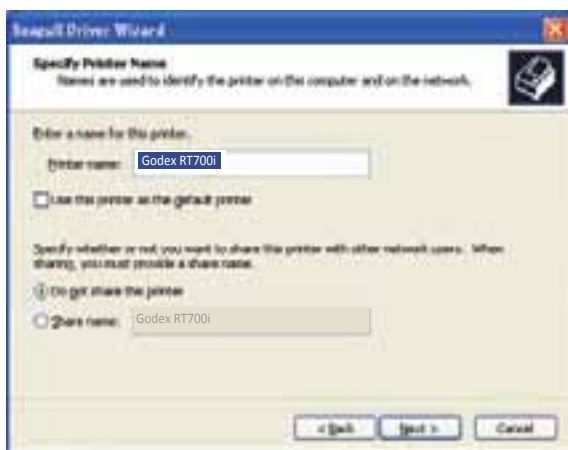 Seagull Driver Wizard
Specify Printer Name
Names are used to identify the printer on this computer and on the network.
Enter a name for this printer.
Printer name: Godex RT700i
Use this printer as the default printer
Specify whether or not you want to share this printer with other network users. When
sharing, you must provide a share name.
Do not share this printer
Share name: Godex RT700i
< Back Next > Cancel